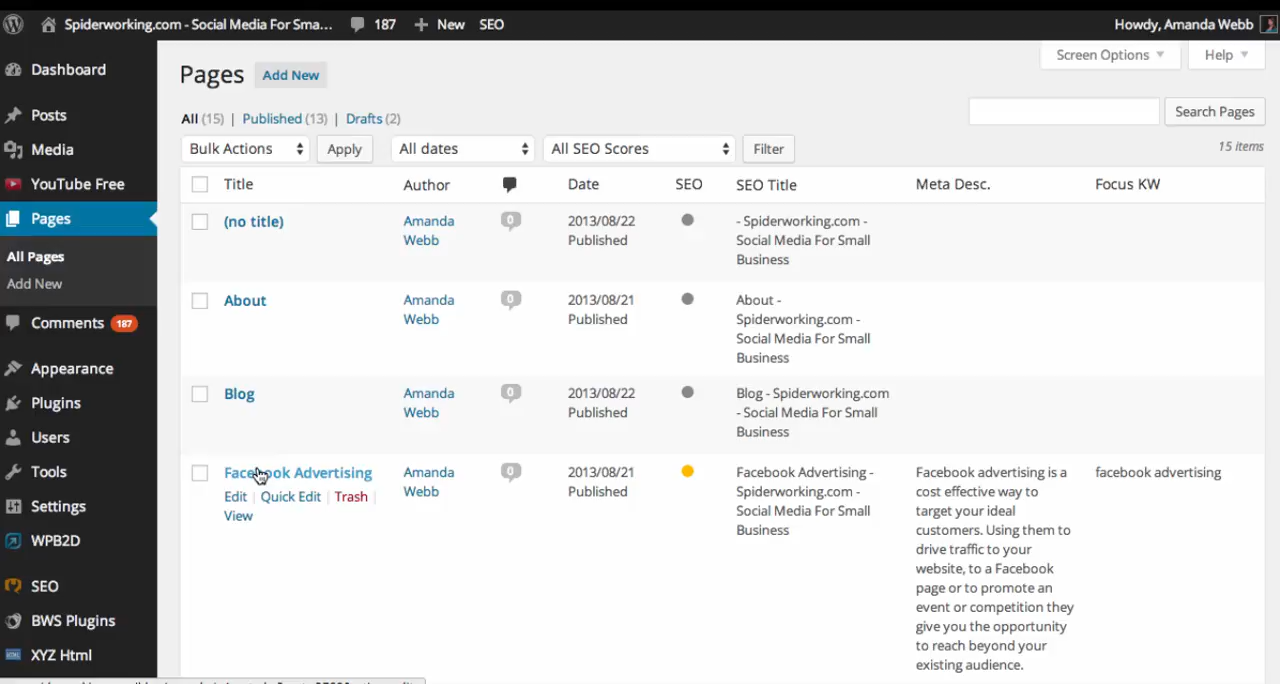 Spiderworking.com - Social Media For Sma... 187 + New SEO Howdy, Amanda Webb
Screen Options Help
Dashboard
Posts
Media
YouTube Free
Pages
All Pages
Add New
Comments 187
Appearance
Plugins
Users
Tools
Settings
WPB2D
SEO
BWS Plugins
XYZ Html
Pages Add New
All (15) | Published (13) | Drafts (2)
Search Pages
Bulk Actions Apply All dates All SEO Scores Filter
15 items
Title Author Date SEO SEO Title Meta Desc. Focus KW
(no title)
Amanda
Webb
0
2013/08/22
Published
- Spiderworking.com -
Social Media For Small
Business
About
Amanda
Webb
0
2013/08/21
Published
About -
Spiderworking.com -
Social Media For Small
Business
Blog
Amanda
Webb
0
2013/08/22
Published
Blog - Spiderworking.com
- Social Media For Small
Business
Facebook Advertising
Edit | Quick Edit | Trash |
View
Amanda
Webb
0
2013/08/21
Published
Facebook Advertising -
Spiderworking.com -
Social Media For Small
Business
Facebook advertising is a
cost effective way to
target your ideal
customers. Using them to
drive traffic to your
website, to a Facebook
page or to promote an
event or competition they
give you the opportunity
to reach beyond your
existing audience.
facebook advertising